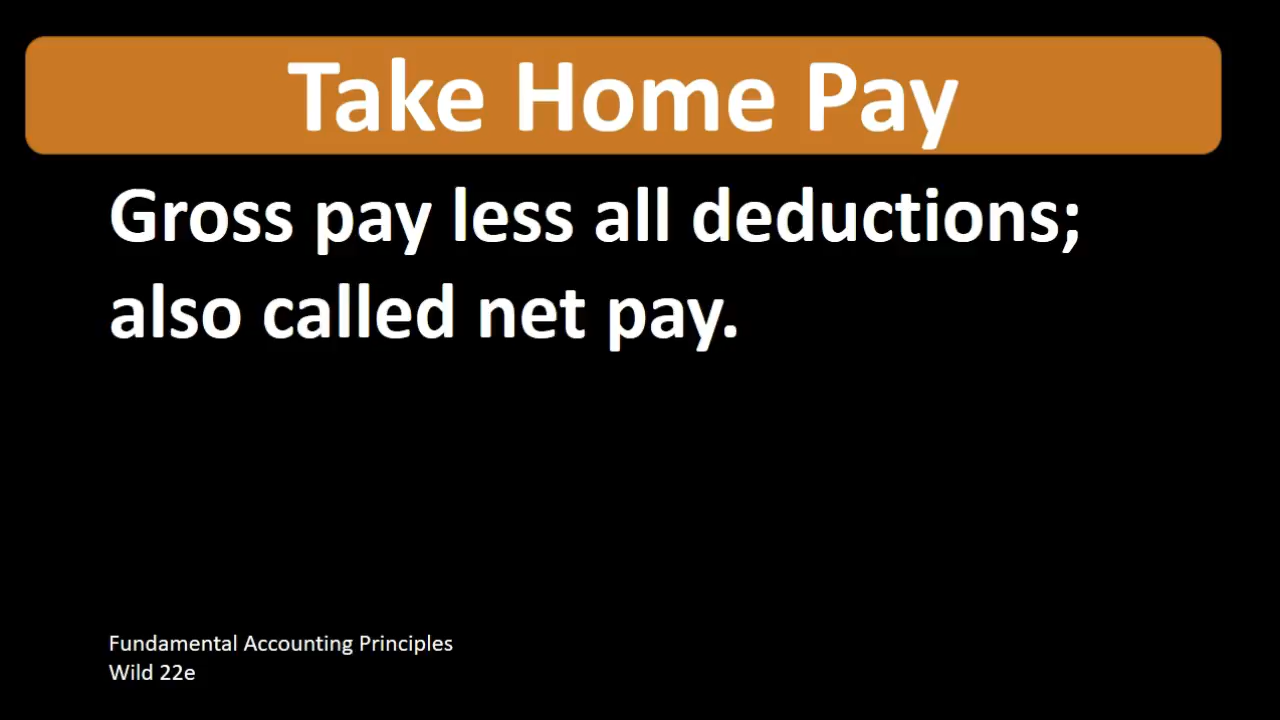 Take Home Pay
Gross pay less all deductions;
also called net pay.
Fundamental Accounting Principles
Wild 22e